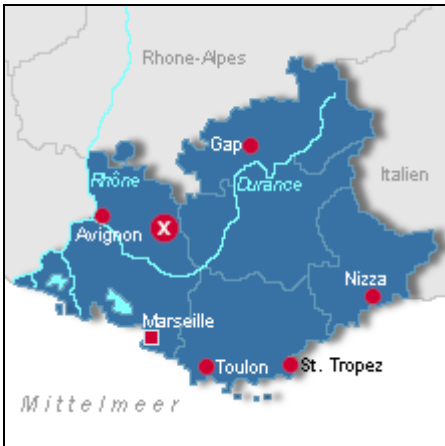 Rhone-Alpes
Gap
Italien
Rhône
Durance
Avignon
X
Nizza
Marseille
Toulon
St. Tropez
Mittelmeer